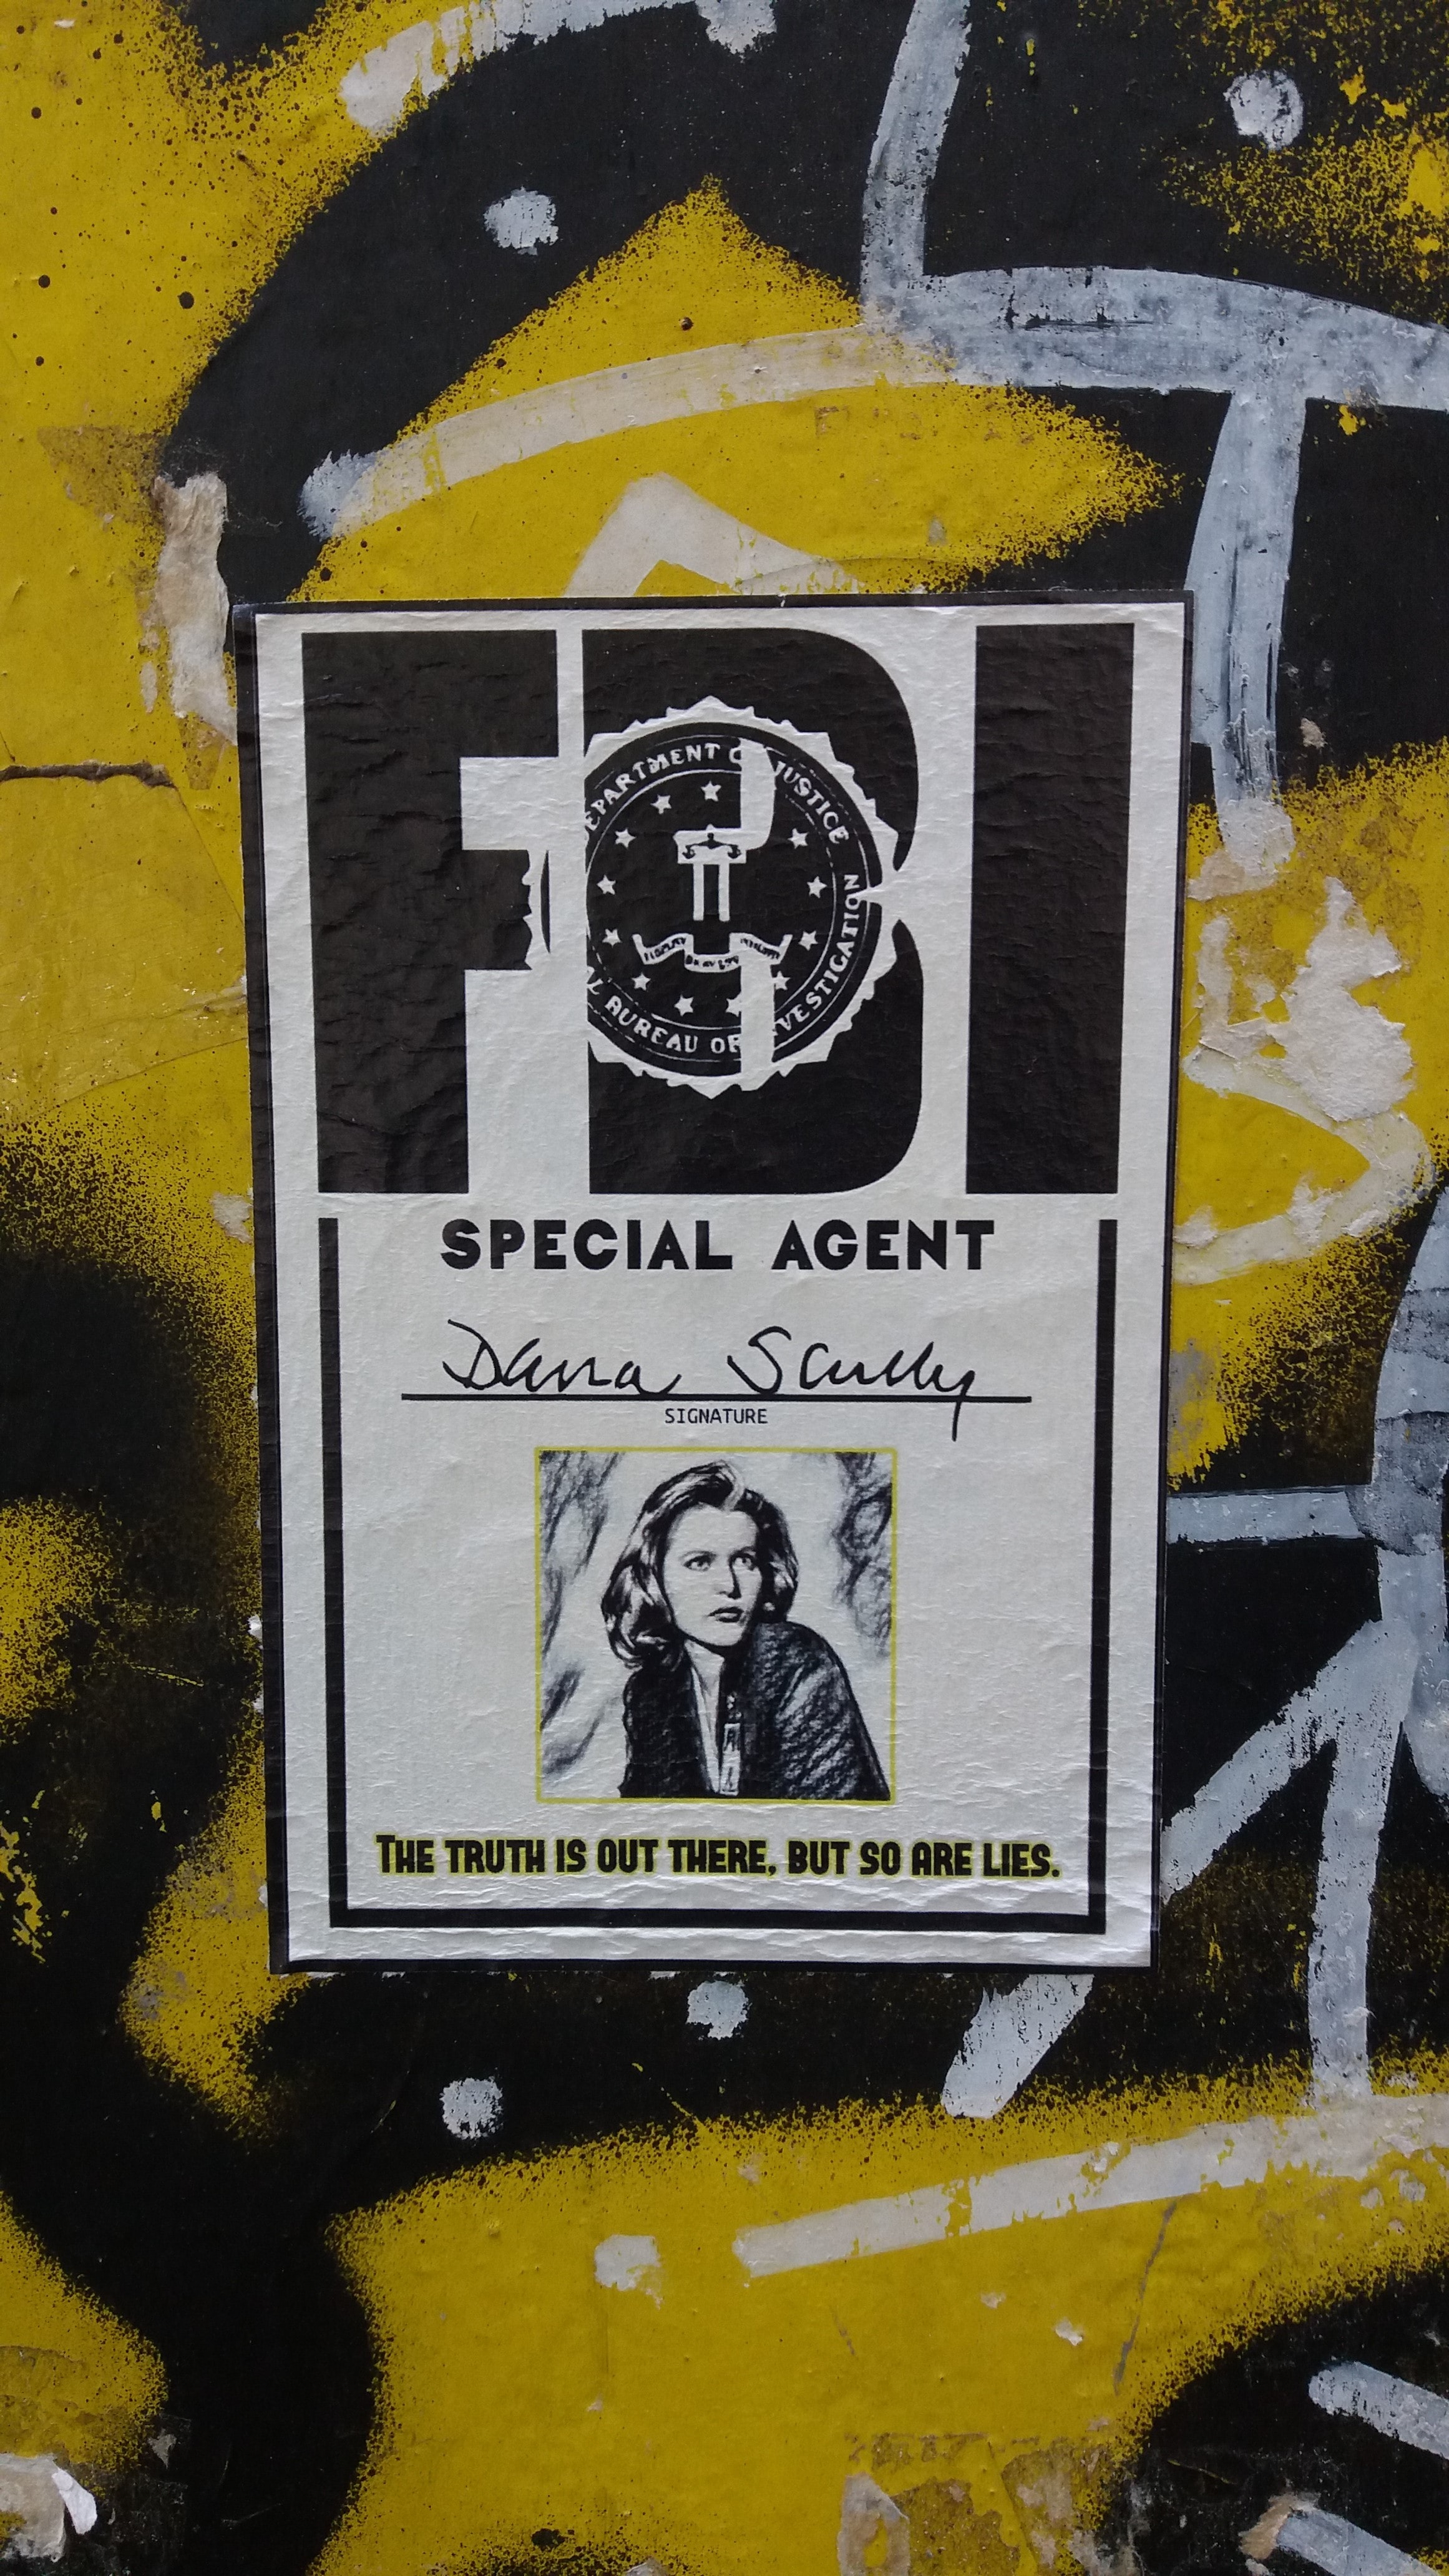 FBI
DEPARTMENT OF JUSTICE
BUREAU OF INVESTIGATION
SPECIAL AGENT
Dana Scully
SIGNATURE
THE TRUTH IS OUT THERE, BUT SO ARE LIES.